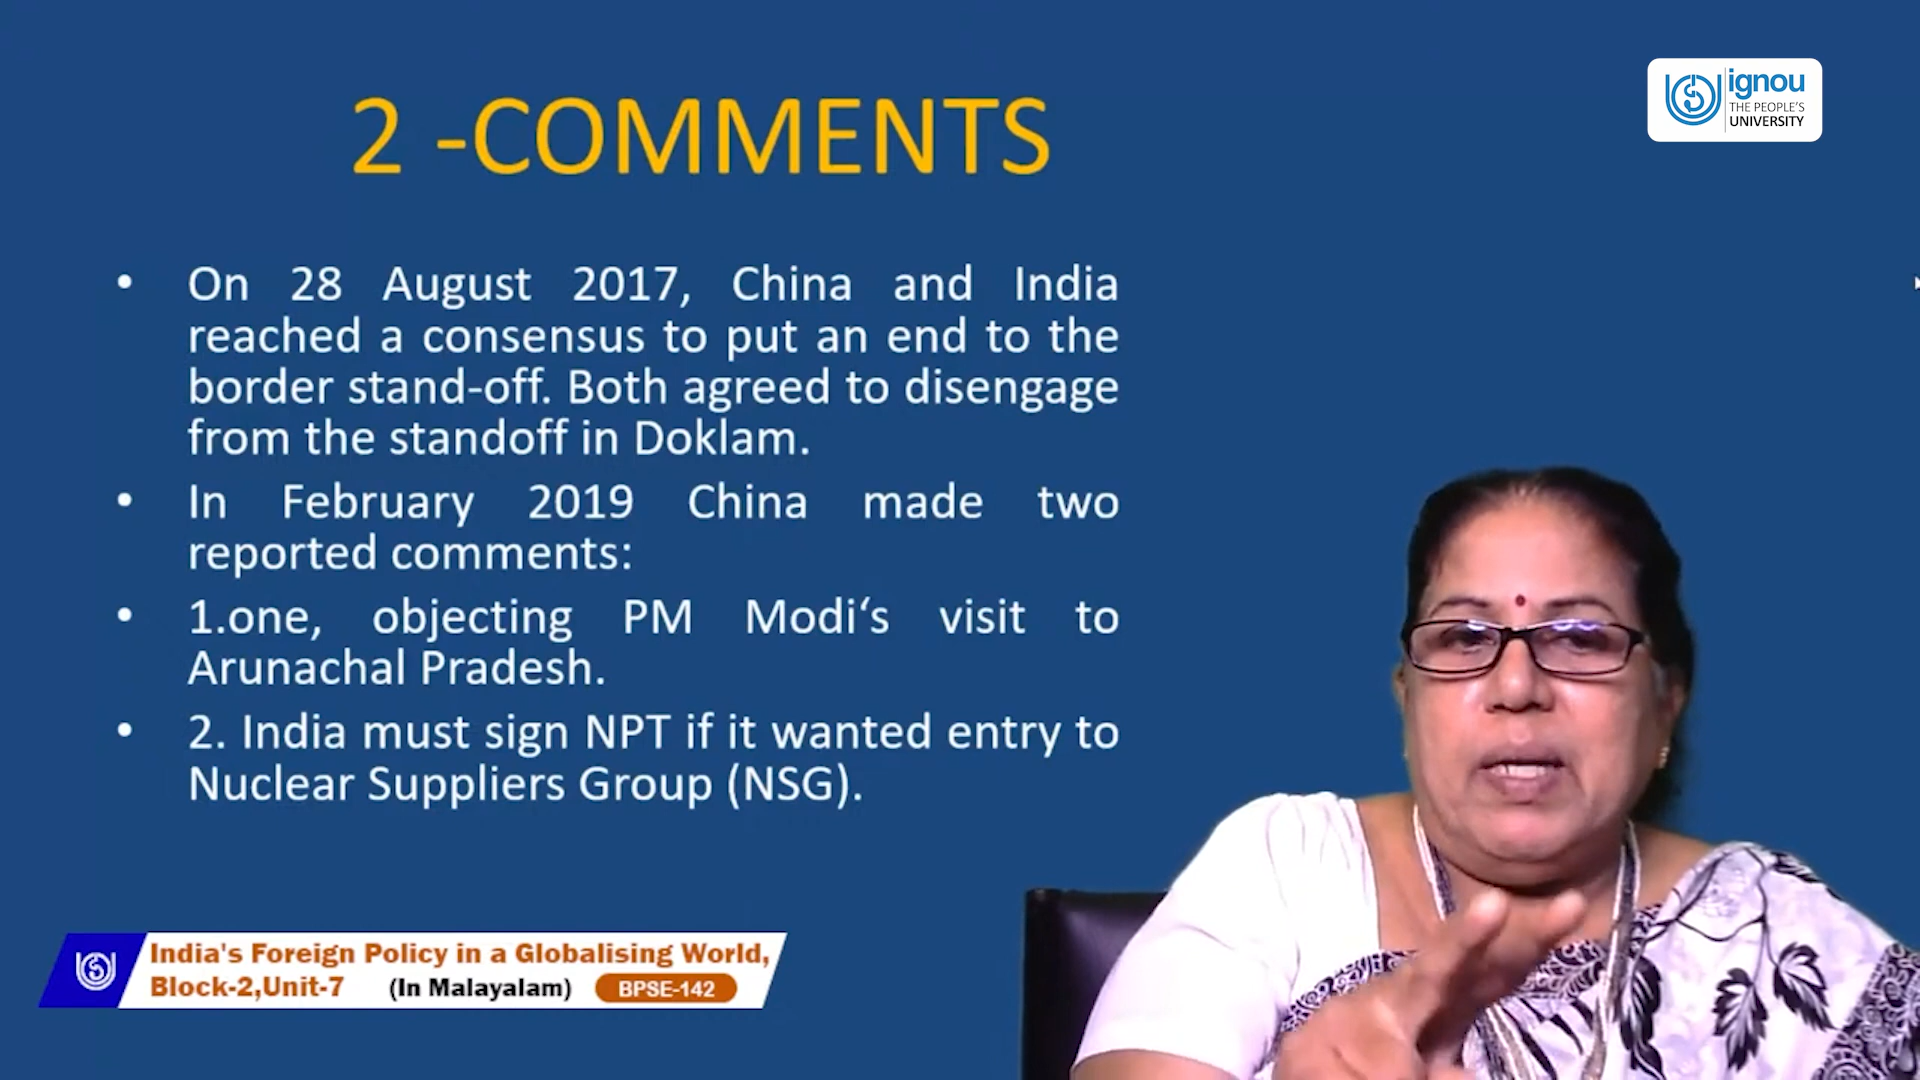 2 -COMMENTS
ignou
THE PEOPLE'S
UNIVERSITY
• On 28 August 2017, China and India
reached a consensus to put an end to the
border stand-off. Both agreed to disengage
from the standoff in Doklam.
• In February 2019 China made two
reported comments:
• 1.one, objecting PM Modi‘s visit to
Arunachal Pradesh.
• 2. India must sign NPT if it wanted entry to
Nuclear Suppliers Group (NSG).
India's Foreign Policy in a Globalising World,
Block-2,Unit-7 (In Malayalam) BPSE-142